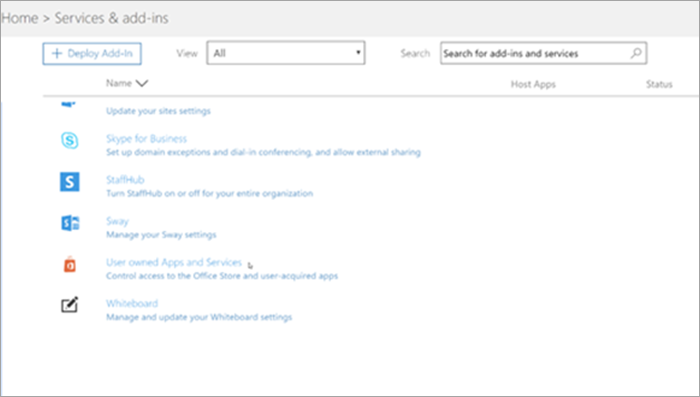 Home > Services & add-ins
+ Deploy Add-In View All Search Search for add-ins and services
Name Host Apps Status
Update your sites settings
Skype for Business
Set up domain exceptions and dial-in conferencing, and allow external sharing
StaffHub
Turn StaffHub on or off for your entire organization
Sway
Manage your Sway settings
User owned Apps and Services
Control access to the Office Store and user-acquired apps
Whiteboard
Manage and update your Whiteboard settings